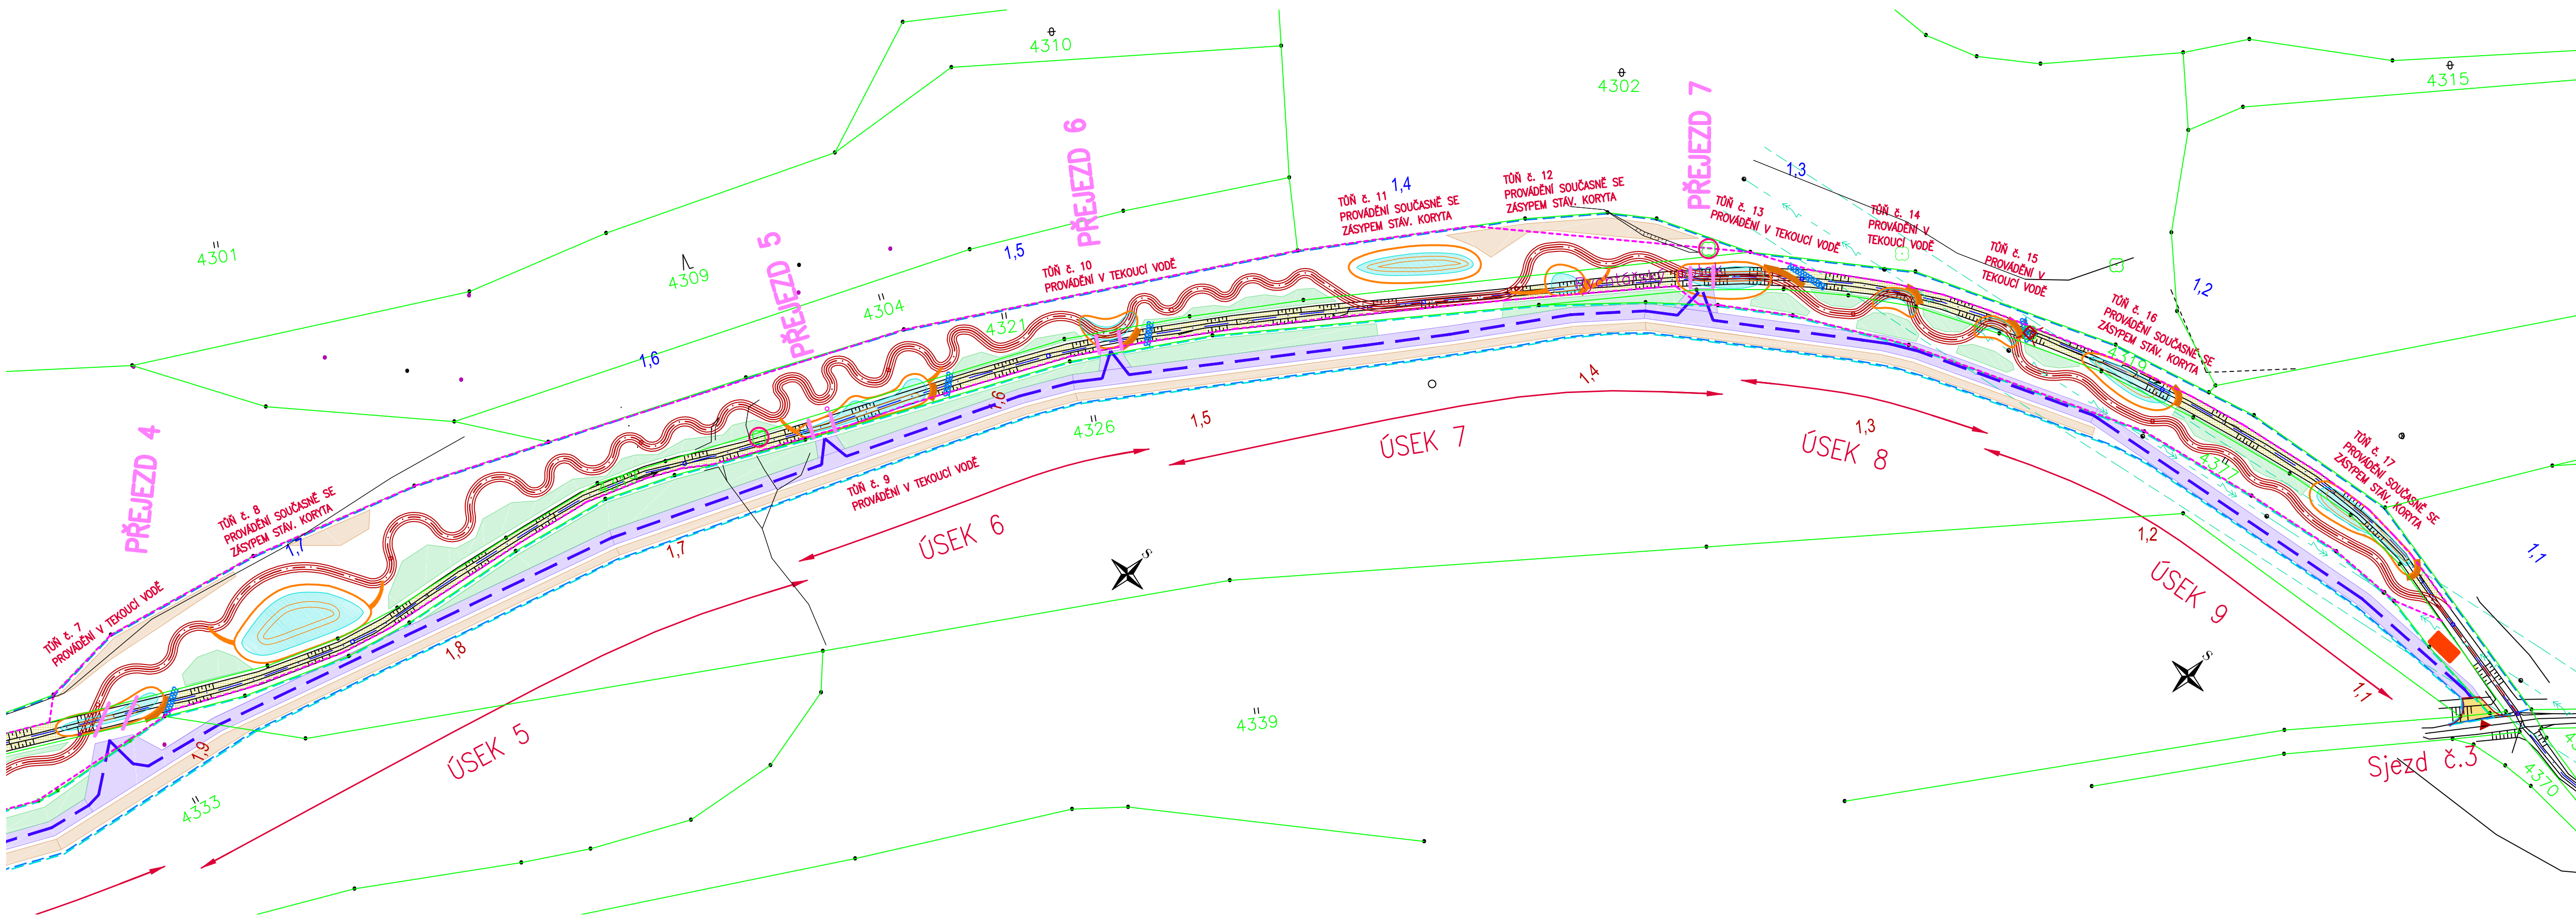 4310
4302
4315
4301
4309
4304
4321
4326
4339
4333
4319
4377
4370
PŘEJEZD 4
PŘEJEZD 5
PŘEJEZD 6
PŘEJEZD 7
TŮŇ č. 7
PROVÁDĚNÍ V TEKOUCÍ VODĚ
TŮŇ č. 8
PROVÁDĚNÍ SOUČASNĚ SE
ZÁSYPEM STÁV. KORYTA
TŮŇ č. 9
PROVÁDĚNÍ V TEKOUCÍ VODĚ
TŮŇ č. 10
PROVÁDĚNÍ V TEKOUCÍ VODĚ
TŮŇ č. 11
PROVÁDĚNÍ SOUČASNĚ SE
ZÁSYPEM STÁV. KORYTA
TŮŇ č. 12
PROVÁDĚNÍ SOUČASNĚ SE
ZÁSYPEM STÁV. KORYTA
TŮŇ č. 13
PROVÁDĚNÍ V TEKOUCÍ VODĚ
TŮŇ č. 14
PROVÁDĚNÍ V
TEKOUCÍ VODĚ
TŮŇ č. 15
PROVÁDĚNÍ V
TEKOUCÍ VODĚ
TŮŇ č. 16
PROVÁDĚNÍ SOUČASNĚ SE
ZÁSYPEM STÁV. KORYTA
TŮŇ č. 17
PROVÁDĚNÍ SOUČASNĚ SE
ZÁSYPEM STÁV. KORYTA
1,7
1,6
1,5
1,4
1,3
1,2
1,1
1,9
1,8
1,7
1,6
1,5
1,4
1,3
1,2
1,1
ÚSEK 5
ÚSEK 6
ÚSEK 7
ÚSEK 8
ÚSEK 9
S
S
Sjezd č.3